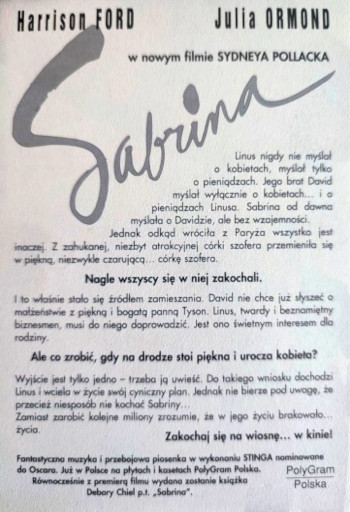 Harrison FORD Julia ORMOND
w nowym filmie SYDNEYA POLLACKA
Sabrina
Linus nigdy nie myślał
o kobietach, myślał tylko
o pieniądzach. Jego brat David
myślał wyłącznie o kobietach... i o
pieniądzach Linusa. Sabrina od dawna
myślała o Davidzie, ale bez wzajemności.
Jednak odkąd wróciła z Paryża wszystko jest
inaczej. Z zahukanej, niezbyt atrakcyjnej córki szofera przemieniła się
w piękną, niezwykle czarującą... córkę szofera.
Nagle wszyscy się w niej zakochali.
I to właśnie stało się źródłem zamieszania. David nie chce już słyszeć o
małżeństwie z piękną i bogatą panną Tyson. Linus, twardy i beznamiętny
biznesmen, musi do niego doprowadzić. Jest ono świetnym interesem dla
rodziny.
Ale co zrobić, gdy na drodze stoi piękna i urocza kobieta?
Wyjście jest tylko jedno – trzeba ją uwieść. Do takiego wniosku dochodzi
Linus i wciela w życie swój cyniczny plan. Jednak nie bierze pod uwagę, że
przecież niesposób nie kochać Sabriny...
Zamiast zarobić kolejne miliony zrozumie, że w jego życiu brakowało...
życia.
Zakochaj się na wiosnę... w kinie!
Fantastyczna muzyka i przebojowa piosenka w wykonaniu STINGA nominowane
do Oscara. Już w Polsce na płytach i kasetach PolyGram Polska.
Równocześnie z premierą filmu wydana zostanie książka
Debory Chiel p.t. „Sabrina".
PolyGram
Polska